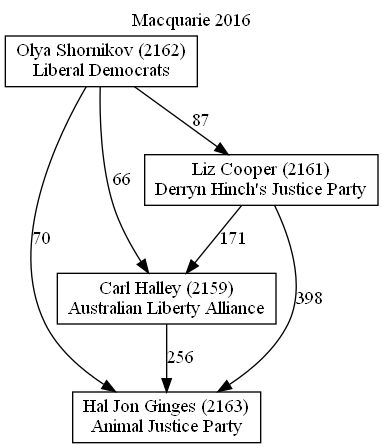 Macquarie 2016
Olya Shornikov (2162)
Liberal Democrats
87
Liz Cooper (2161)
Derryn Hinch's Justice Party
66
70
171
Carl Halley (2159)
Australian Liberty Alliance
398
256
Hal Jon Ginges (2163)
Animal Justice Party